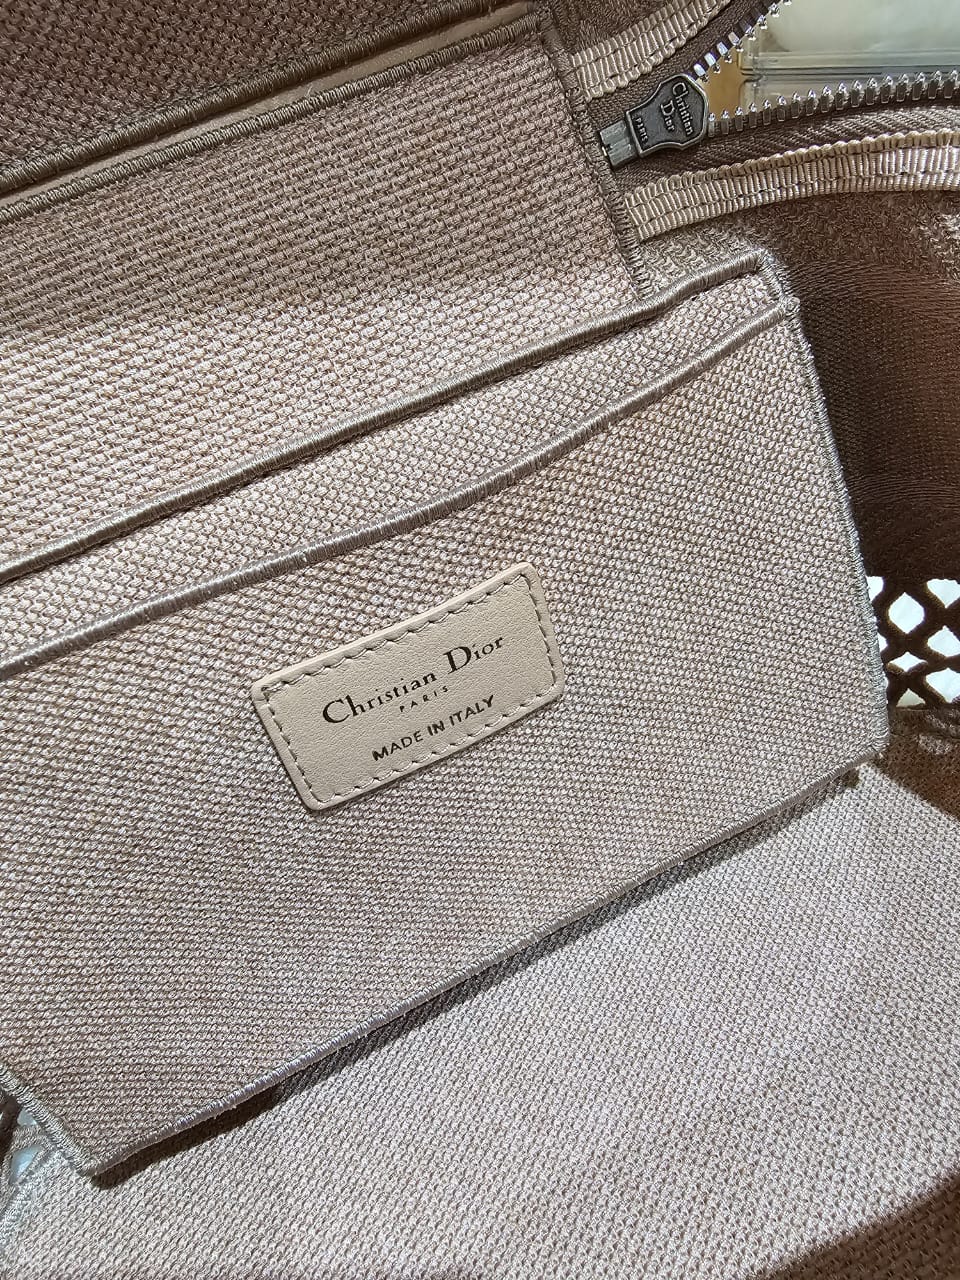 Christian
Dior
PARIS
Christian Dior
PARIS
MADE IN ITALY